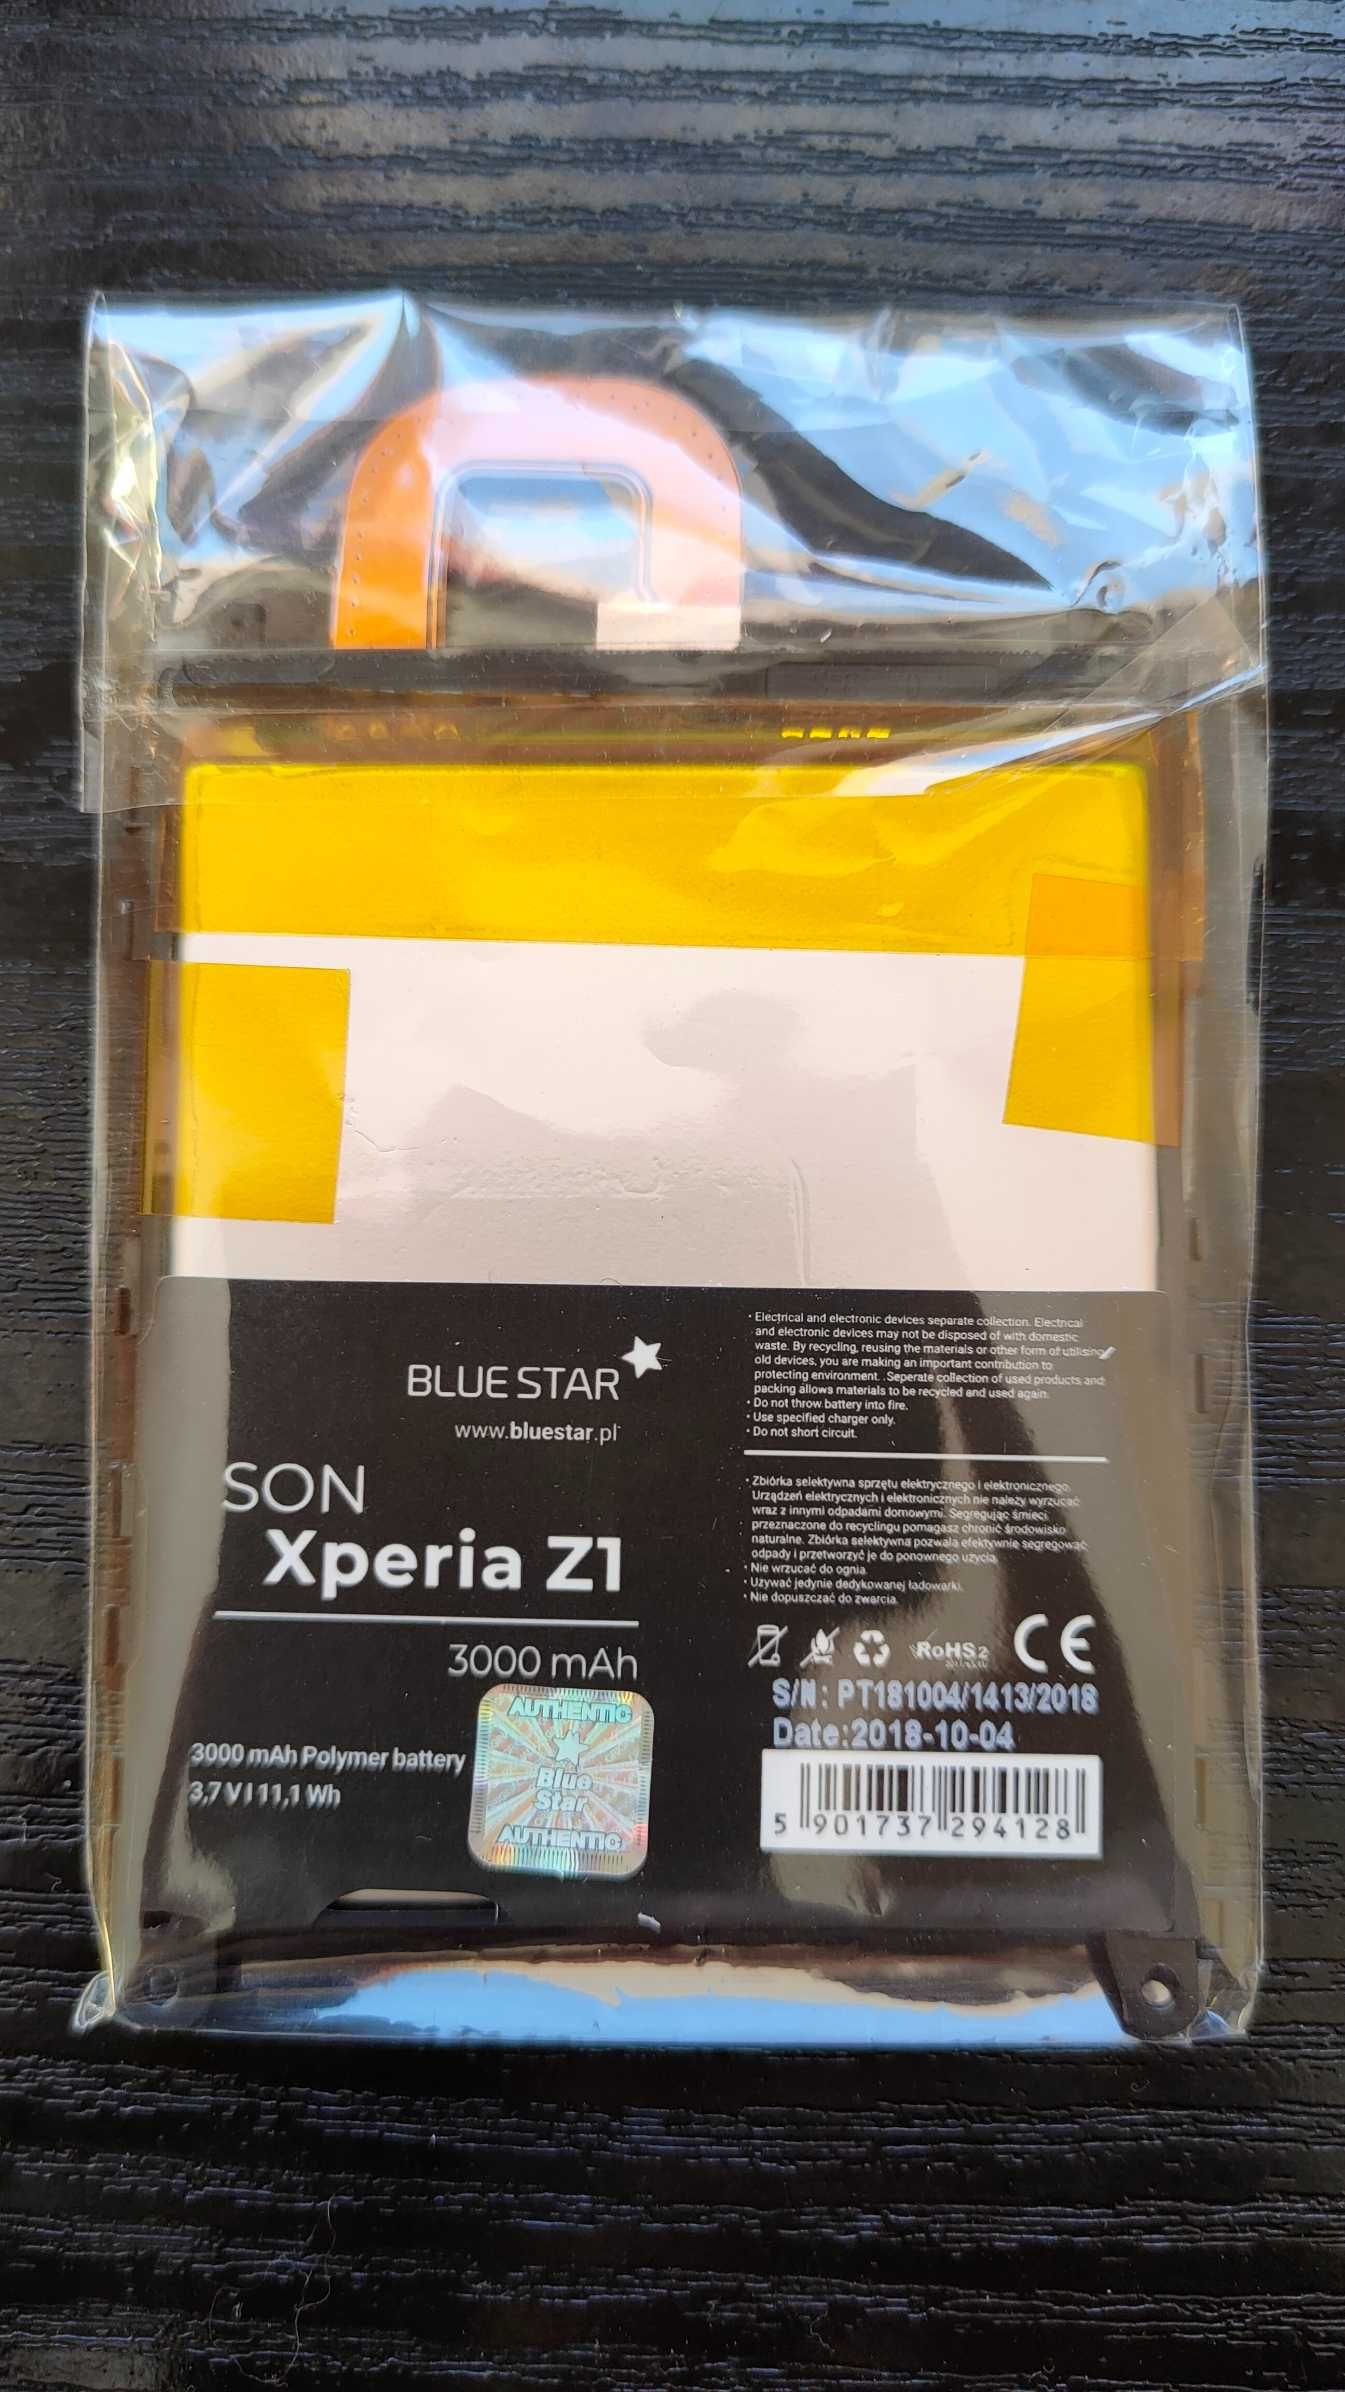 BLUE STAR
www.bluestar.pl
SON
Xperia Z1
3000 mAh
3000 mAh Polymer battery
3,7 V | 11,1 Wh
AUTHENTIC
Blue
Star
AUTHENTIC
• Electrical and electronic devices separate collection. Electrical
and electronic devices may not be disposed of with domestic
waste. By recycling, reusing the materials or other form of utilising
old devices, you are making an important contribution to
protecting environment. .Seperate collection of used products and
packing allows materials to be recycled and used again.
• Do not throw battery into fire.
• Use specified charger only.
• Do not short circuit.
• Zbiórka selektywna sprzętu elektrycznego i elektronicznego.
Urządzeń elektrycznych i elektronicznych nie należy wyrzucać
wraz z innymi odpadami domowymi. Segregując śmieci
przeznaczone do recyclingu pomagasz chronić środowisko
naturalne. Zbiórka selektywna pozwala efektywnie segregować
odpady i przetworzyć je do ponownego użycia.
• Nie wrzucać do ognia.
• Używać jedynie dedykowanej ładowarki.
• Nie dopuszczać do zwarcia.
RoHS2
CE
S/N: PT181004/1413/2018
Date:2018-10-04
5 901737 294128